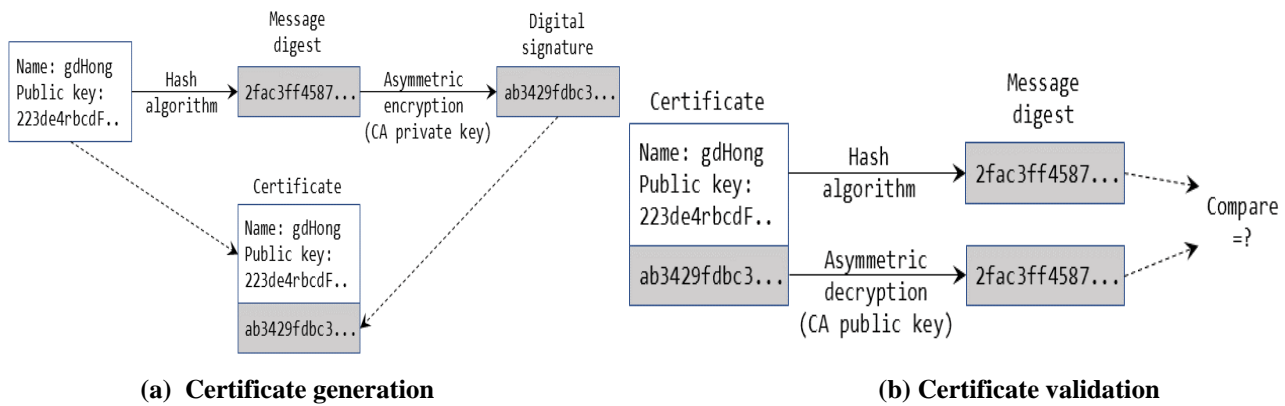 Message
digest
Digital
signature
Name: gdHong
Public key:
223de4rbcdF..
Hash
algorithm
2fac3ff4587...
Asymmetric
encryption
(CA private key)
ab3429fdbc3...
Certificate
Name: gdHong
Public key:
223de4rbcdF..
ab3429fdbc3...
(a) Certificate generation
Certificate
Message
digest
Name: gdHong
Public key:
223de4rbcdF..
Hash
algorithm
2fac3ff4587...
Compare
=?
ab3429fdbc3...
Asymmetric
decryption
(CA public key)
2fac3ff4587...
(b) Certificate validation